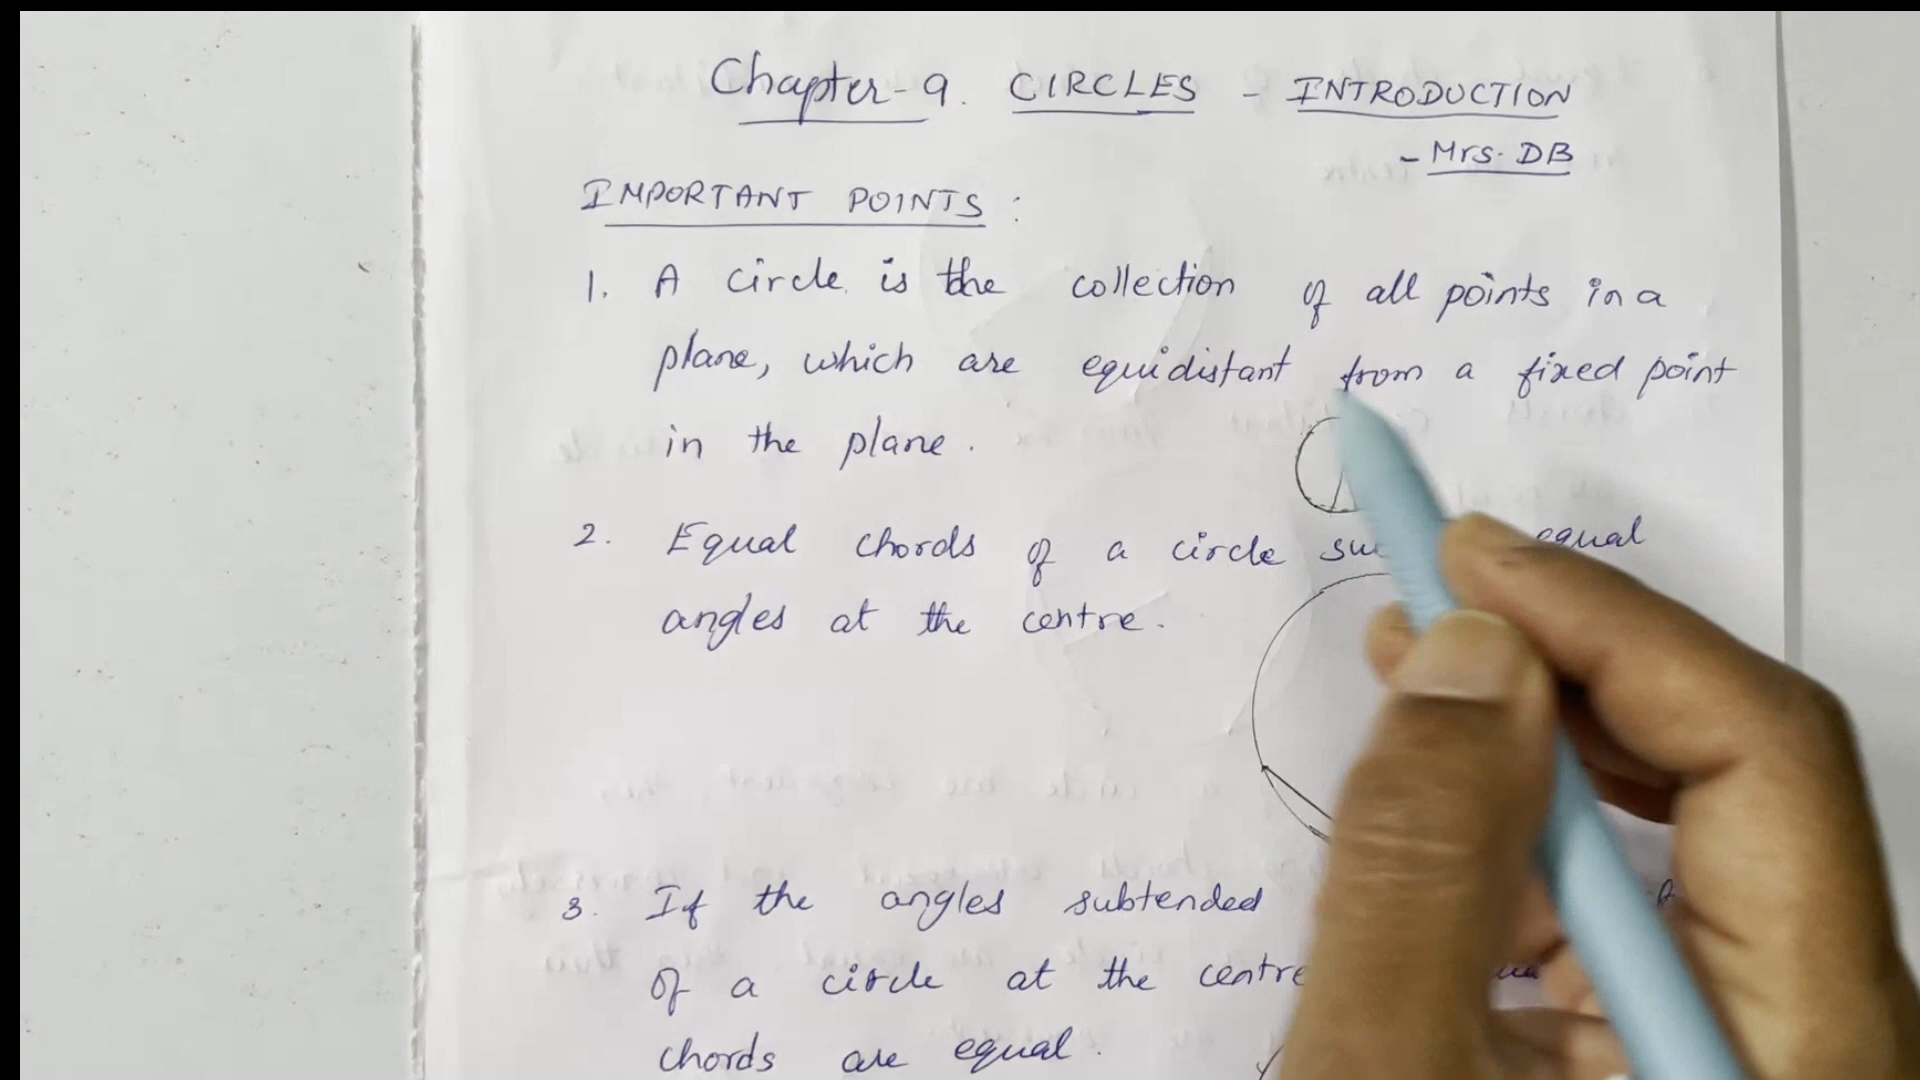 Chapter-9. CIRCLES - INTRODUCTION
- Mrs. DB
IMPORTANT POINTS :
1. A circle is the collection of all points in a
plane, which are equidistant from a fixed point
in the plane.
2. Equal chords of a circle equal
angles at the centre.
3. If the angles subtended
of a circle at the centre
chords are equal.